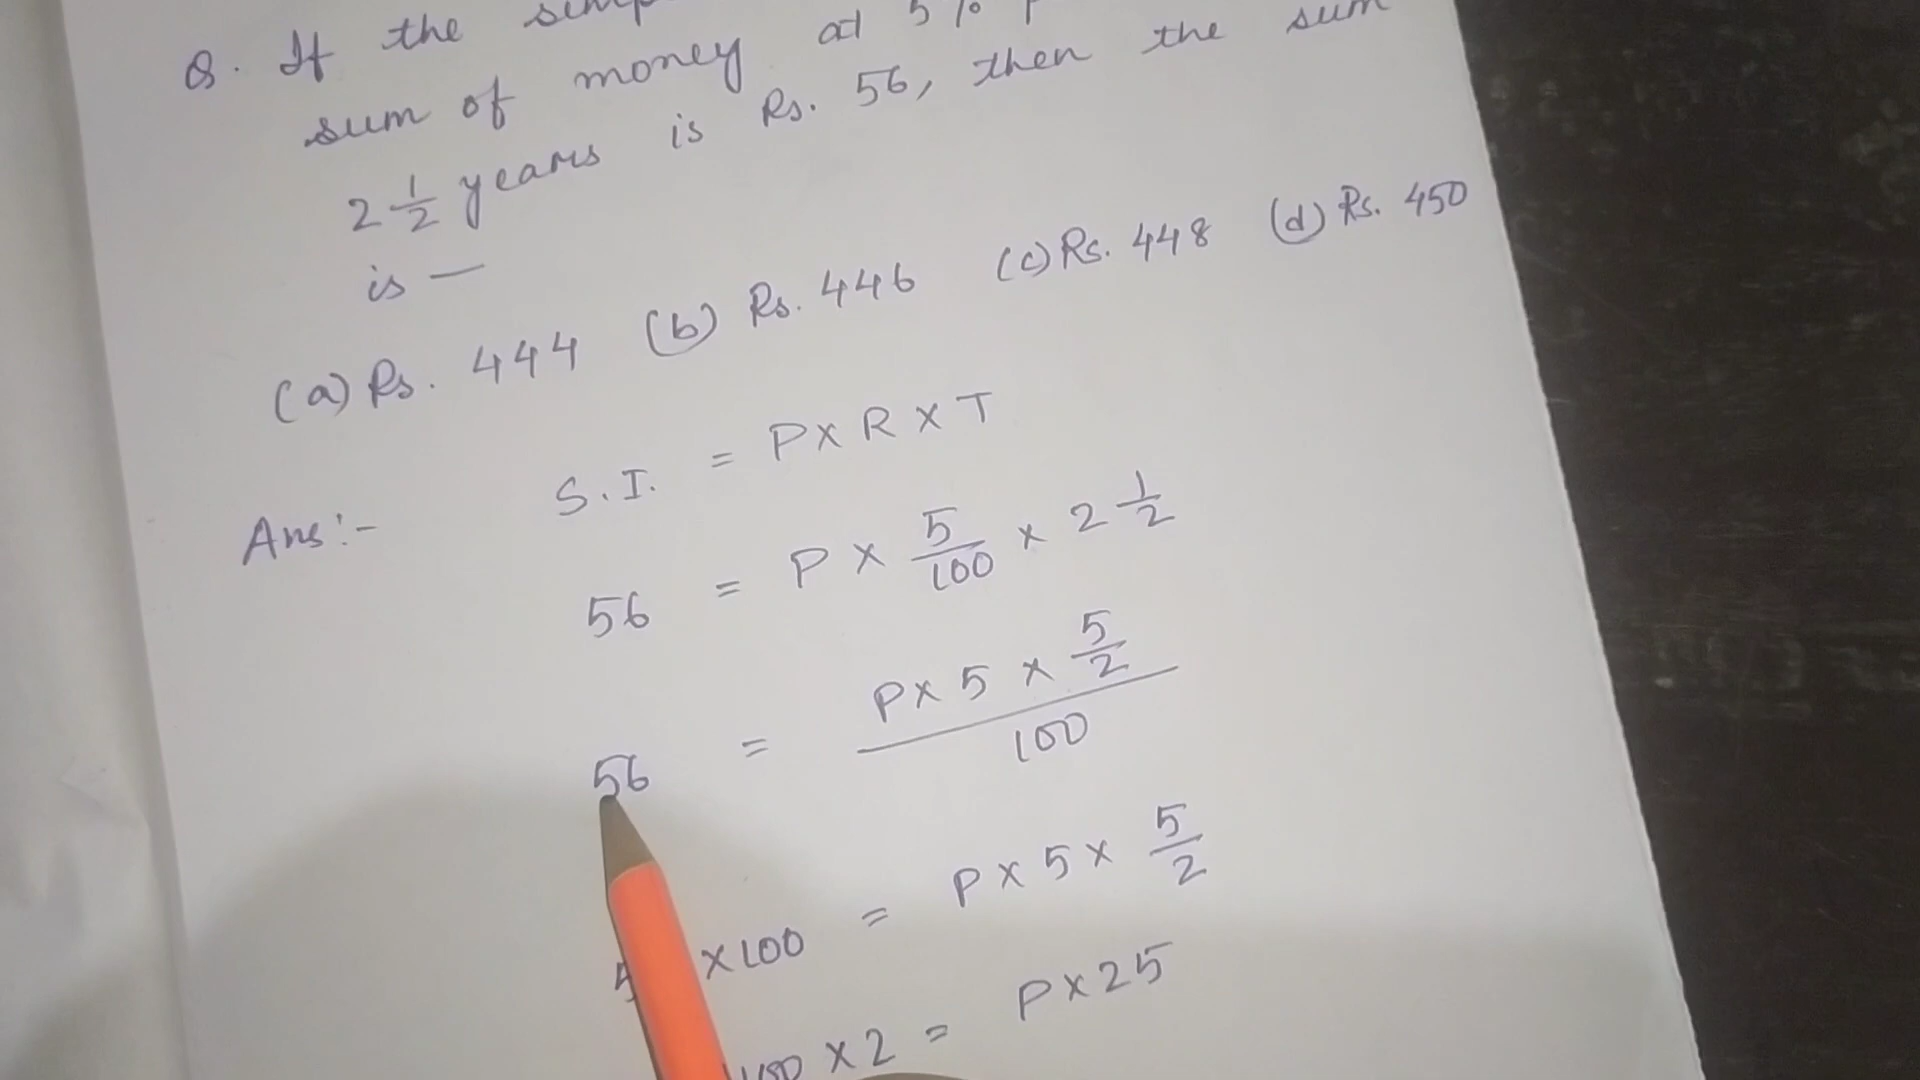 Q. If the
sum of money at 5%
2 1/2 years is Rs. 56, then the sum
is —
(a) Rs. 444 (b) Rs. 446 (c) Rs. 448 (d) Rs. 450
Ans:- S.I. = P x R x T
56 = P x 5/100 x 2 1/2
56 = P x 5 x 5/2 / 100
x 100 = P x 5 x 5/2
x 2 = P x 25